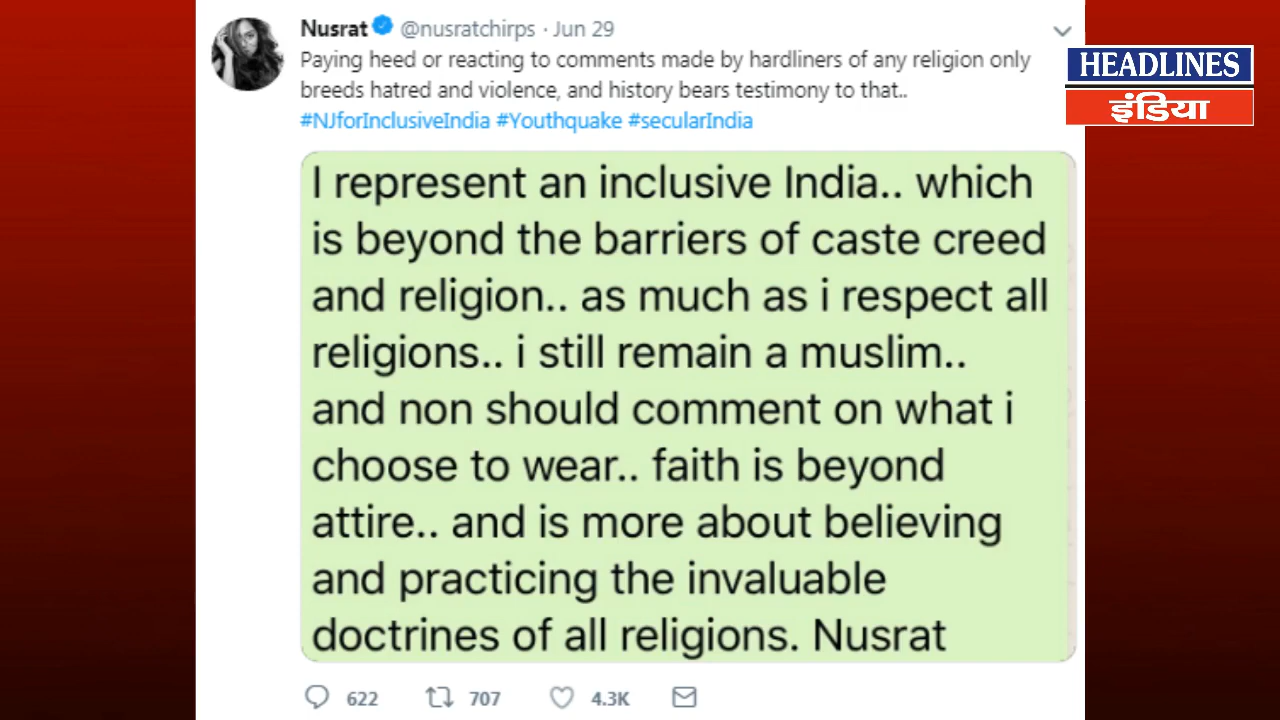 Nusrat @nusratchirps · Jun 29
Paying heed or reacting to comments made by hardliners of any religion only
breeds hatred and violence, and history bears testimony to that..
#NJforInclusiveIndia #Youthquake #secularIndia
HEADLINES
इंडिया
I represent an inclusive India.. which
is beyond the barriers of caste creed
and religion.. as much as i respect all
religions.. i still remain a muslim..
and non should comment on what i
choose to wear.. faith is beyond
attire.. and is more about believing
and practicing the invaluable
doctrines of all religions. Nusrat
622 707 4.3K